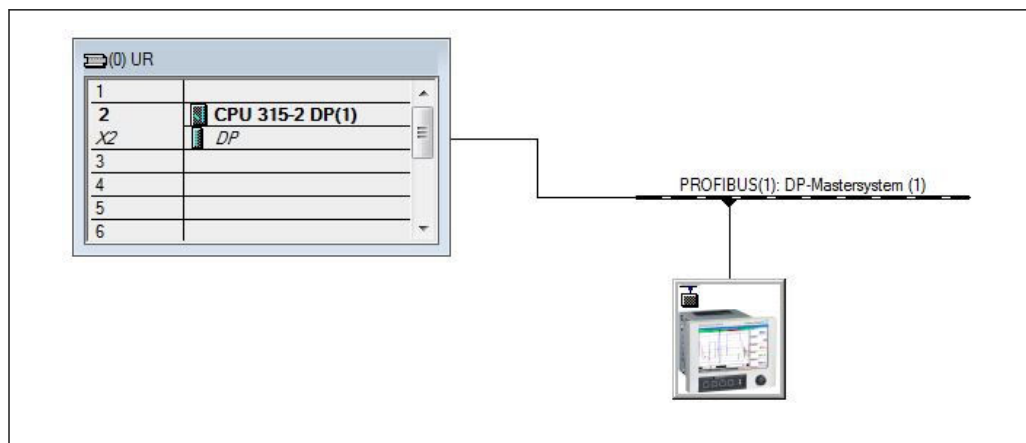 (0) UR
1
2 CPU 315-2 DP(1)
X2 DP
3
4
5
6
PROFIBUS(1): DP-Mastersystem (1)